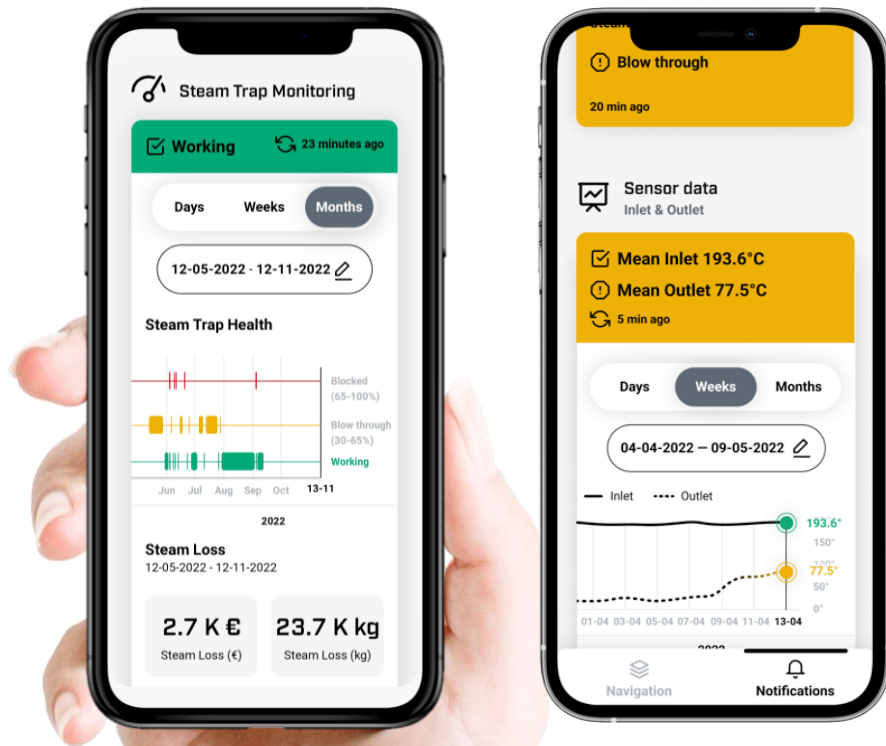 Steam Trap Monitoring
Working
23 minutes ago
Days
Weeks
Months
12-05-2022 - 12-11-2022
Steam Trap Health
Blocked
(65-100%)
Blow through
(30-65%)
Working
Jun
Jul
Aug
Sep
Oct
13-11
2022
Steam Loss
12-05-2022 - 12-11-2022
2.7 K €
Steam Loss (€)
23.7 K kg
Steam Loss (kg)
Blow through
20 min ago
Sensor data
Inlet & Outlet
Mean Inlet 193.6°C
Mean Outlet 77.5°C
5 min ago
Days
Weeks
Months
04-04-2022 — 09-05-2022
Inlet
Outlet
193.6°
150°
77.5°
50°
0°
01-04 03-04 05-04 07-04 09-04 11-04 13-04
Navigation
Notifications